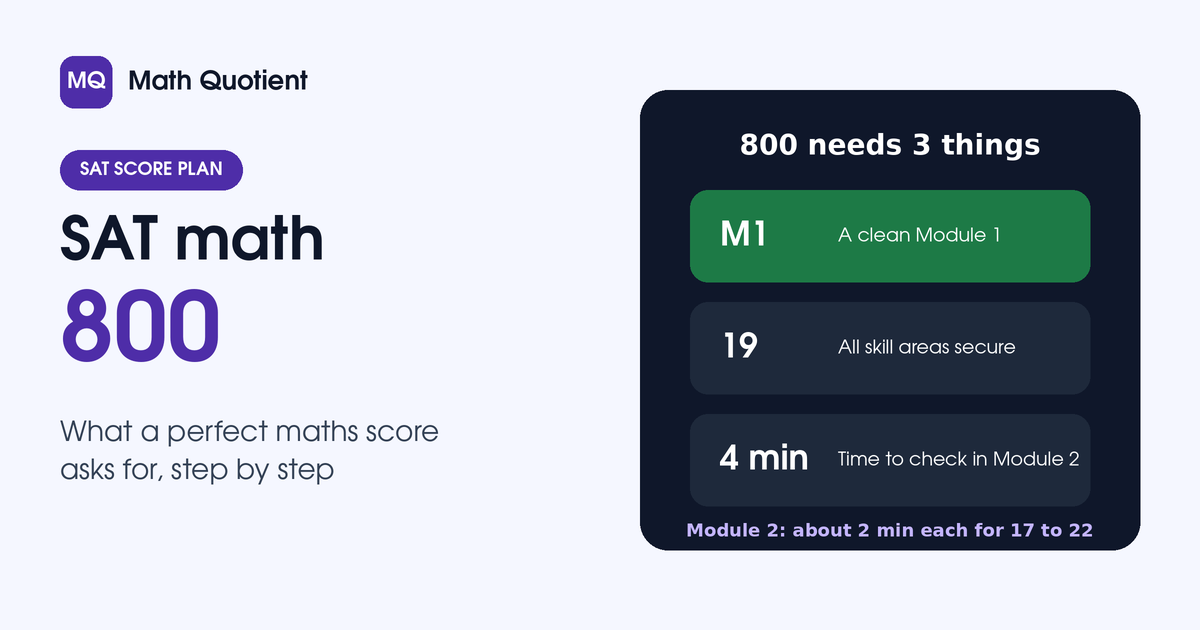 MQ Math Quotient
SAT SCORE PLAN
SAT math
800
What a perfect maths score
asks for, step by step
800 needs 3 things
M1 A clean Module 1
19 All skill areas secure
4 min Time to check in Module 2
Module 2: about 2 min each for 17 to 22